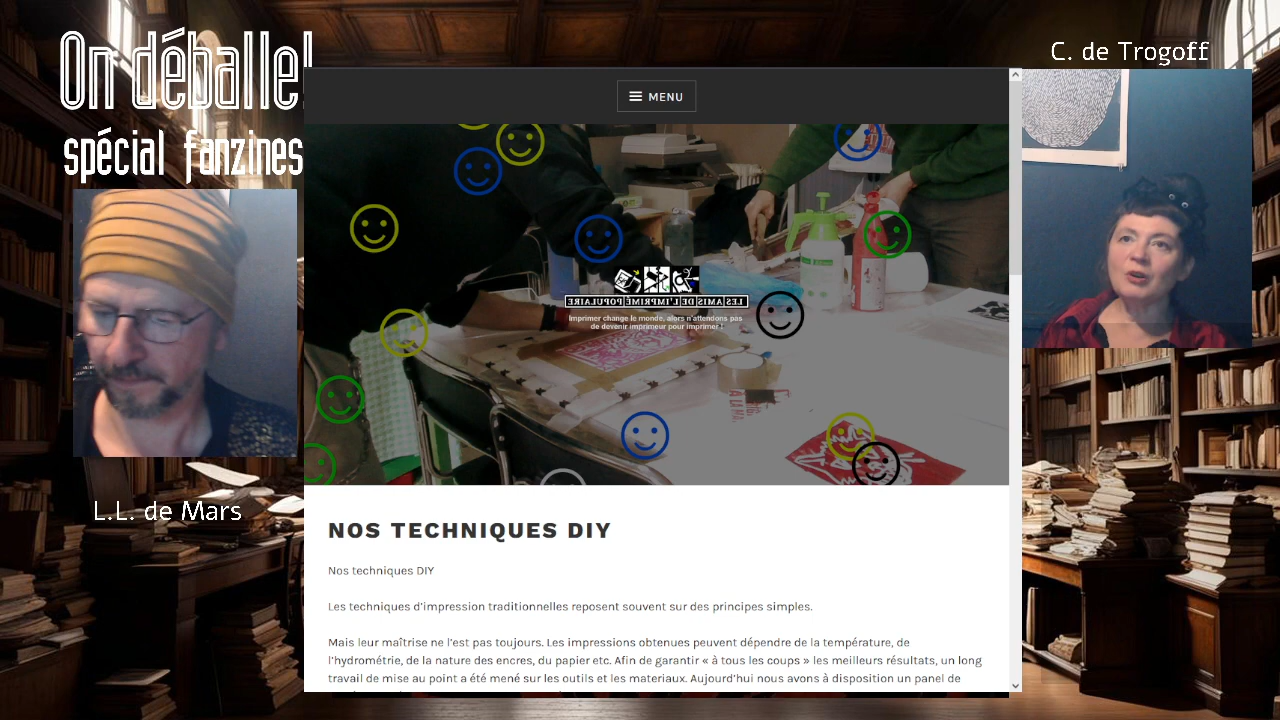 On déballe!
spécial fanzines
C. de Trogoff
L.L. de Mars
MENU
LES AMIS DE L'IMPRIMÉ POPULAIRE
Imprimer change le monde, alors n'attendons pas
de devenir imprimeur pour imprimer !
NOS TECHNIQUES DIY
Nos techniques DIY
Les techniques d'impression traditionnelles reposent souvent sur des principes simples.
Mais leur maîtrise ne l'est pas toujours. Les impressions obtenues peuvent dépendre de la température, de
l'hydrométrie, de la nature des encres, du papier etc. Afin de garantir « à tous les coups » les meilleurs résultats, un long
travail de mise au point a été mené sur les outils et les materiaux. Aujourd'hui nous avons à disposition un panel de